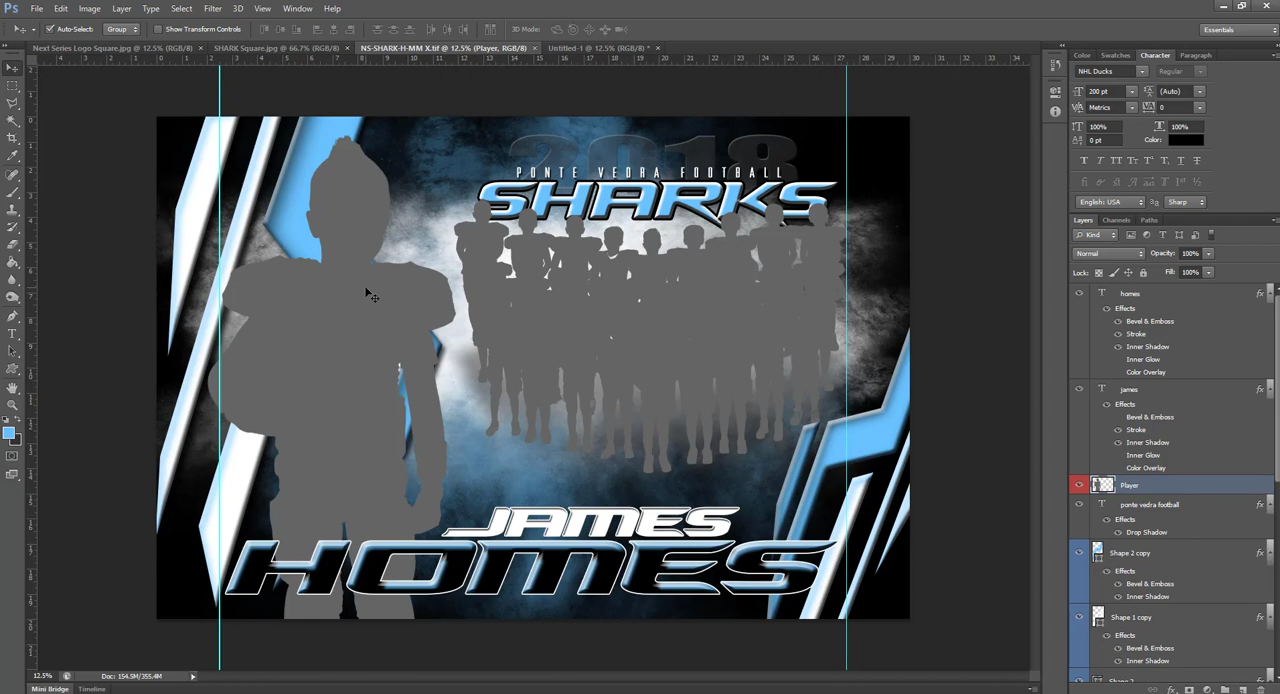 Ps File Edit Image Layer Type Select Filter 3D View Window Help
Auto-Select: Group Show Transform Controls 3D Mode: Essentials
Next Series Logo Square.jpg @ 12.5% (RGB/8) × SHARK Square.jpg @ 66.7% (RGB/8) × NS-SHARK-H-MM X.tif @ 12.5% (Player, RGB/8) × Untitled-1 @ 12.5% (RGB/8) * ×
Color Swatches Character Paragraph
NHL Ducks Regular
200 pt (Auto)
Metrics 0
100% 100%
0 pt Color:
English: USA Sharp
Layers Channels Paths
Kind
Normal Opacity: 100%
Lock: Fill: 100%
homes fx
Effects
Bevel & Emboss
Stroke
Inner Shadow
Inner Glow
Color Overlay
james fx
Effects
Bevel & Emboss
Stroke
Inner Shadow
Inner Glow
Color Overlay
Player
ponte vedra football fx
Effects
Drop Shadow
Shape 2 copy fx
Effects
Bevel & Emboss
Inner Shadow
Shape 1 copy fx
Effects
Bevel & Emboss
Inner Shadow
2018
PONTE VEDRA FOOTBALL
SHARKS
JAMES
HOMES
12.5% Doc: 154.5M/355.4M
Mini Bridge Timeline